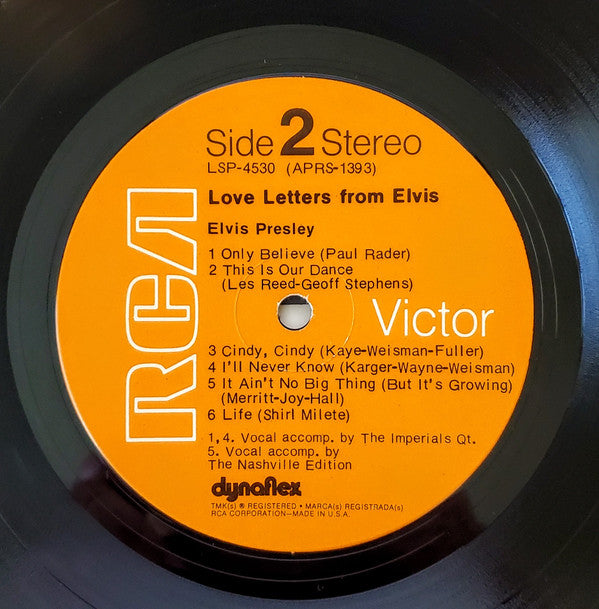 Side 2 Stereo
LSP-4530 (APRS-1393)
Love Letters from Elvis
Elvis Presley
1 Only Believe (Paul Rader)
2 This Is Our Dance
(Les Reed-Geoff Stephens)
RCA
Victor
3 Cindy, Cindy (Kaye-Weisman-Fuller)
4 I'll Never Know (Karger-Wayne-Weisman)
5 It Ain't No Big Thing (But It's Growing)
(Merritt-Joy-Hall)
6 Life (Shirl Milete)
1,4. Vocal accomp. by The Imperials Qt.
5. Vocal accomp. by
The Nashville Edition
dynaflex
TMK(s) ® REGISTERED • MARCA(s) REGISTRADA(s)
RCA CORPORATION—MADE IN U.S.A.